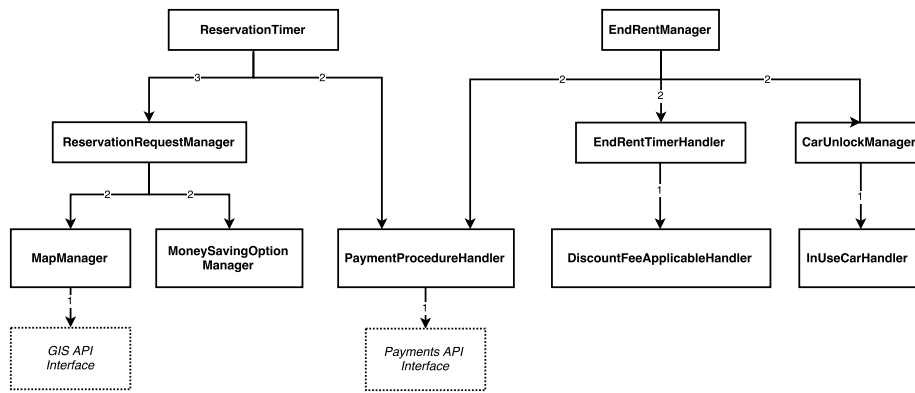 ReservationTimer
EndRentManager
3
2
2
2
2
ReservationRequestManager
EndRentTimerHandler
CarUnlockManager
2
2
1
1
MapManager
MoneySavingOption
Manager
PaymentProcedureHandler
DiscountFeeApplicableHandler
InUseCarHandler
1
1
GIS API
Interface
Payments API
Interface